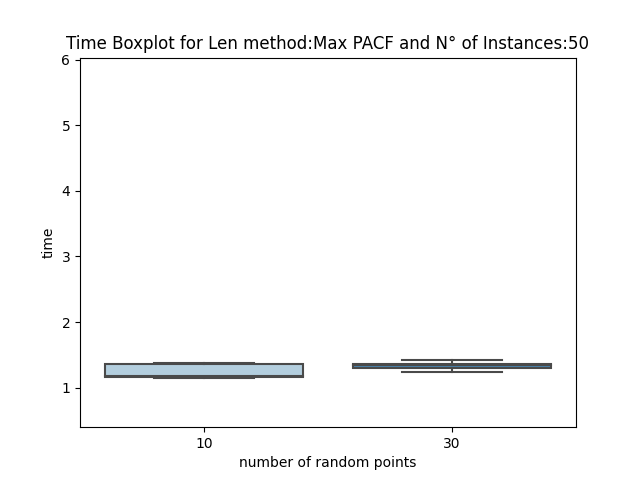 Time Boxplot for Len method:Max PACF and N° of Instances:50
6
5
4
3
2
1
time
10 30
number of random points